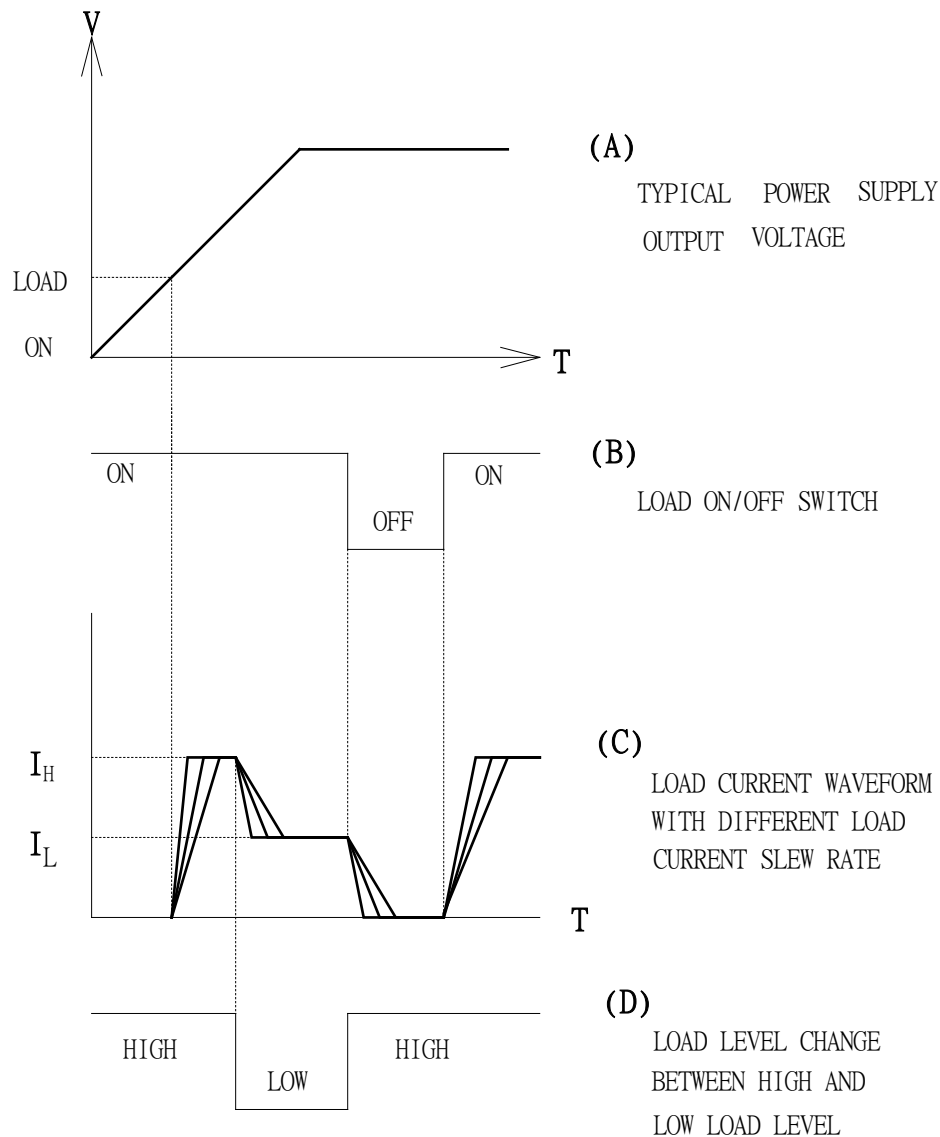 V
(A)
TYPICAL POWER SUPPLY
OUTPUT VOLTAGE
LOAD
ON
T
(B)
ON
ON
LOAD ON/OFF SWITCH
OFF
(C)
I_H
LOAD CURRENT WAVEFORM
WITH DIFFERENT LOAD
I_L
CURRENT SLEW RATE
T
(D)
HIGH
HIGH
LOAD LEVEL CHANGE
LOW
BETWEEN HIGH AND
LOW LOAD LEVEL